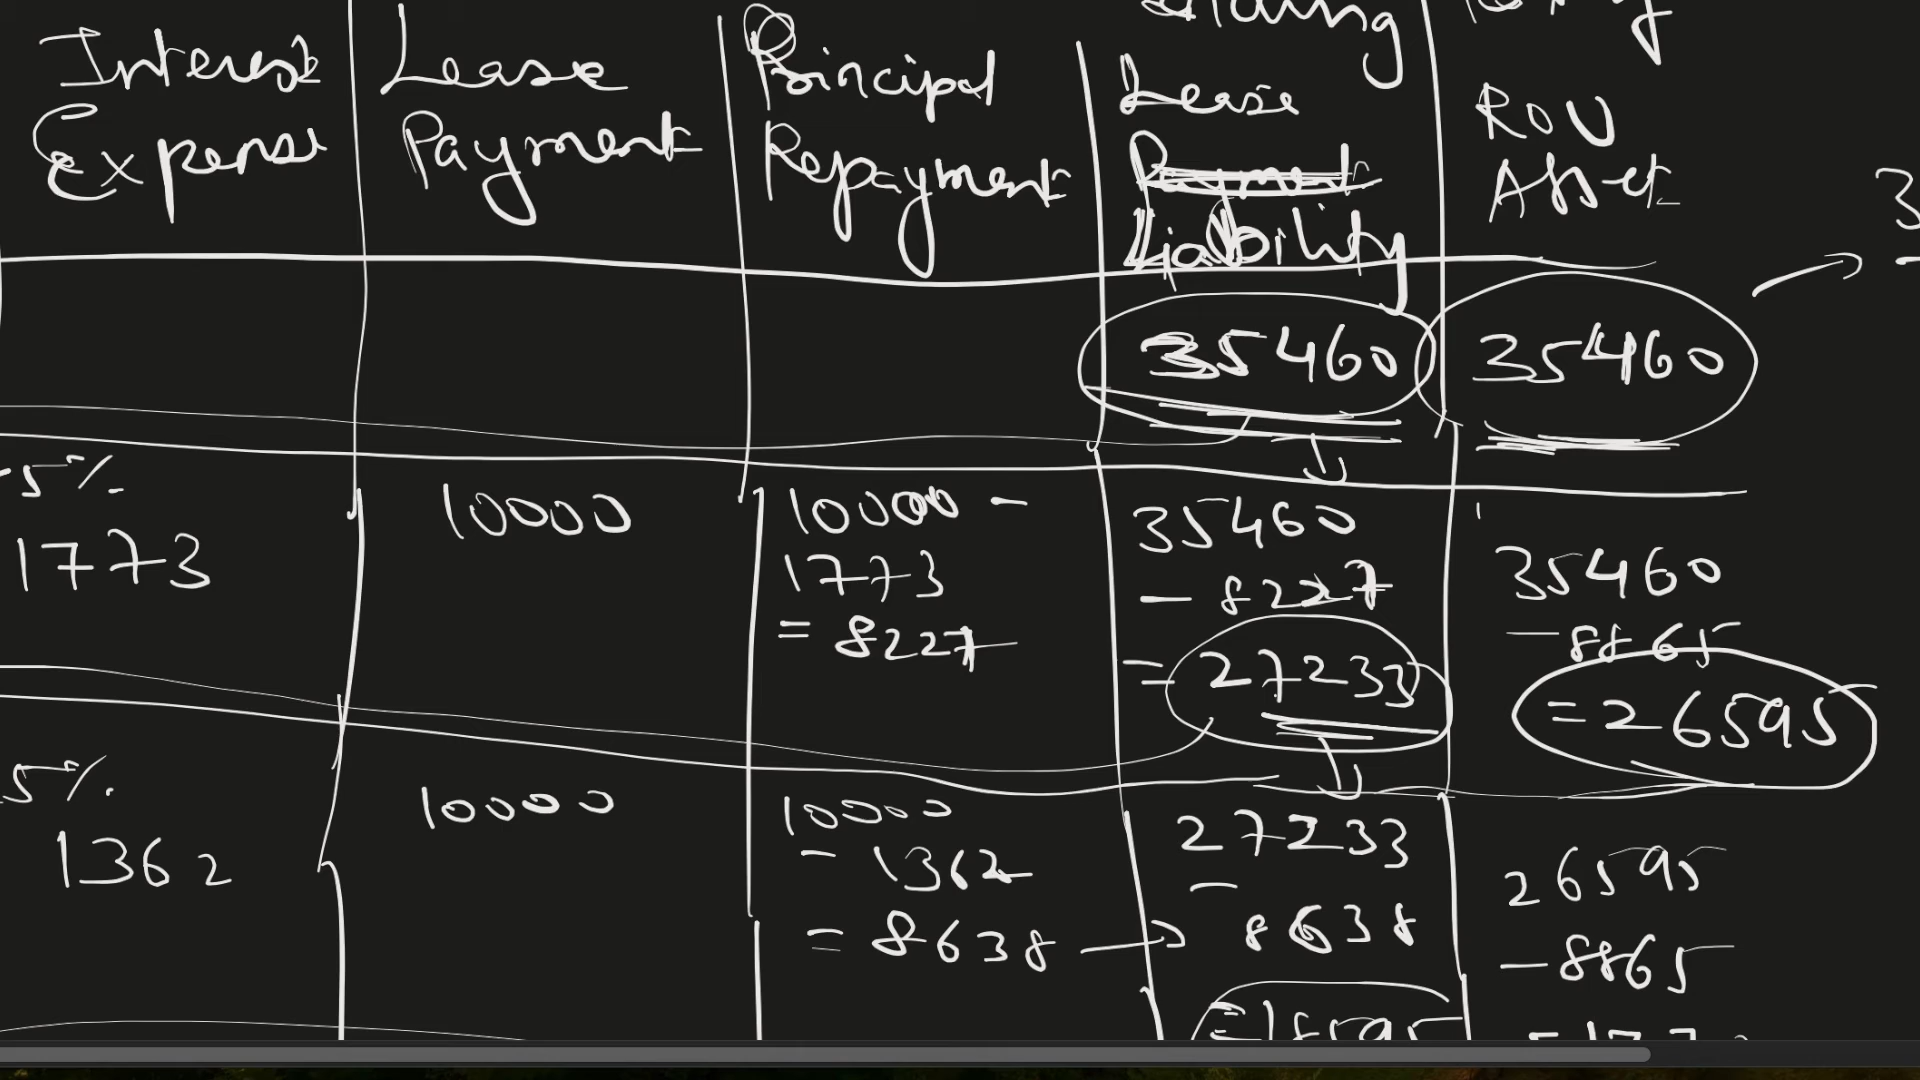 Interest
Expense
Lease
Payment
Principal
Repayment
Lease
Liability
ROU
Asset
35460
35460
5%
1773
10000
10000 -
1773
= 8227
35460
- 8227
= 27233
35460
- 8865
= 26595
5%
1362
10000
10000
- 1362
= 8638
27233
-
8638
26595
- 8865